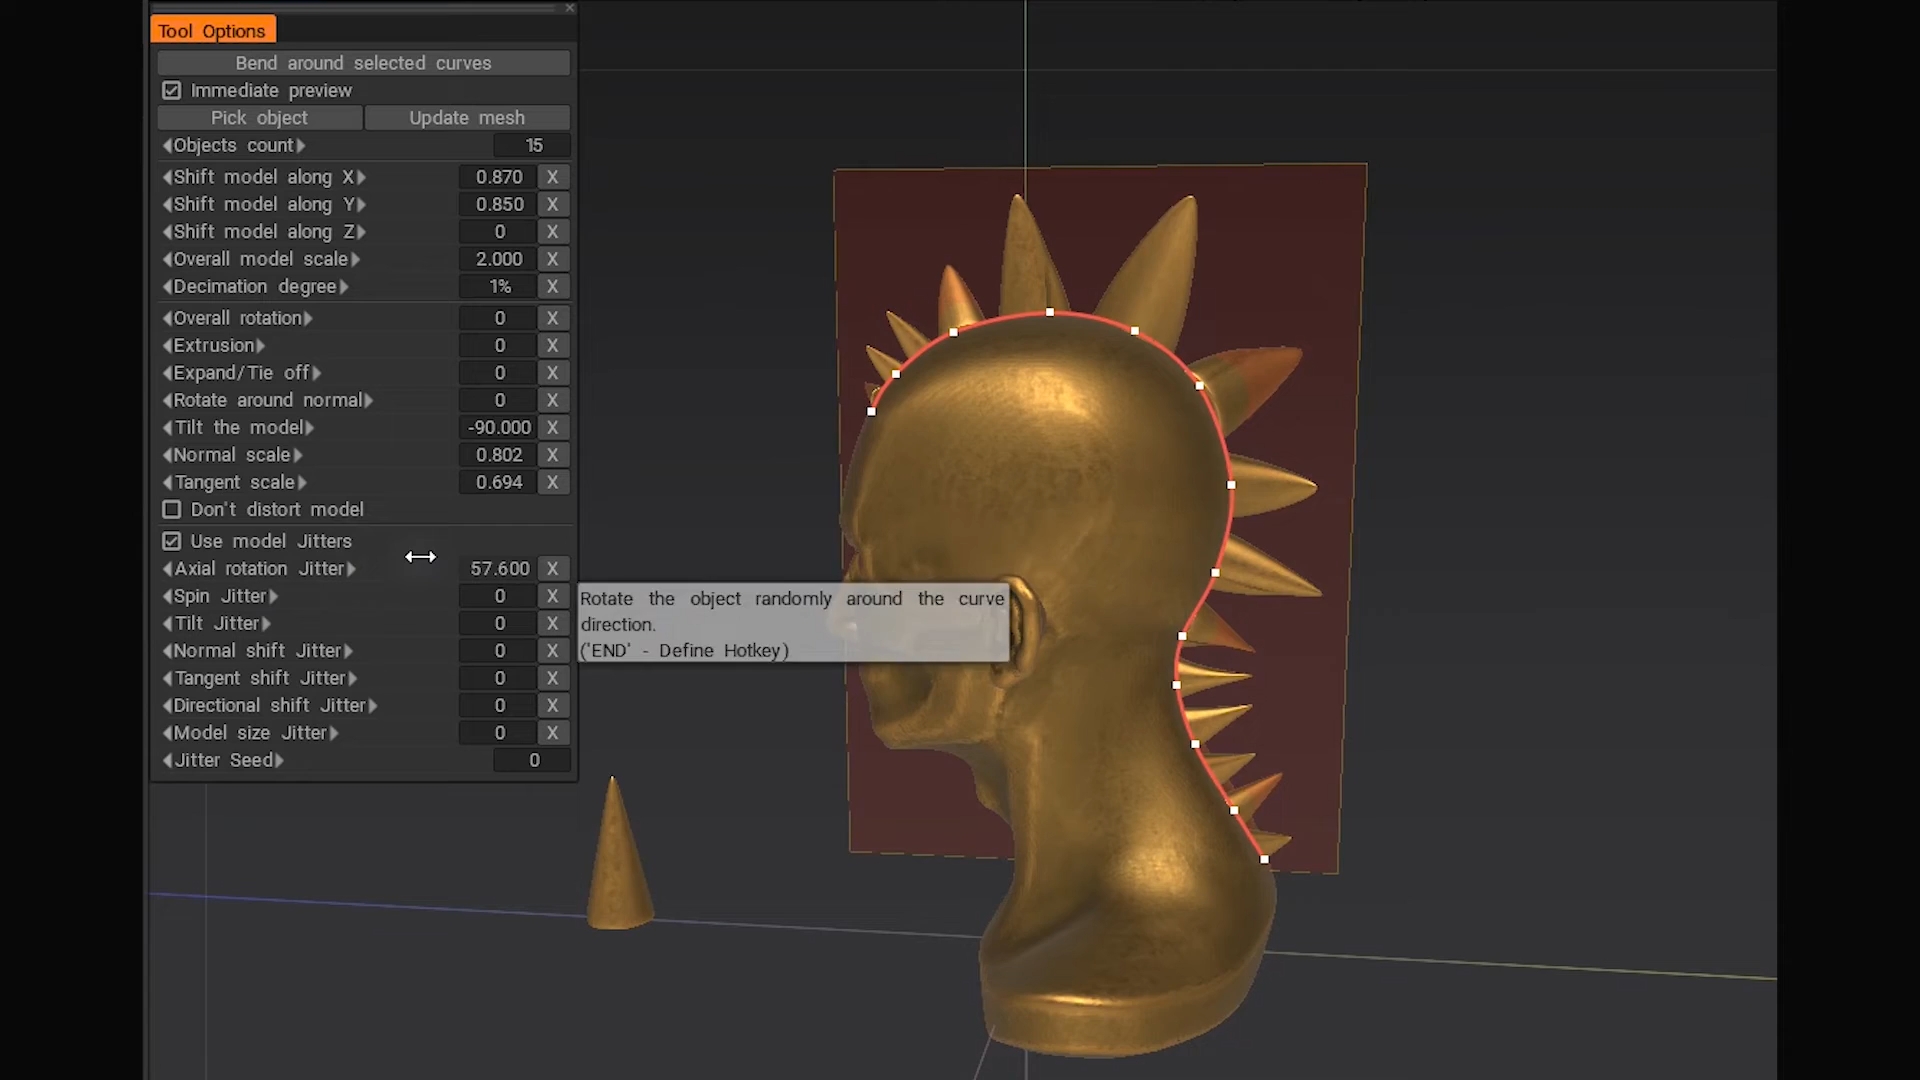 Tool Options
Bend around selected curves
Immediate preview
Pick object Update mesh
Objects count 15
Shift model along X 0.870 X
Shift model along Y 0.850 X
Shift model along Z 0 X
Overall model scale 2.000 X
Decimation degree 1% X
Overall rotation 0 X
Extrusion 0 X
Expand/Tie off 0 X
Rotate around normal 0 X
Tilt the model -90.000 X
Normal scale 0.802 X
Tangent scale 0.694 X
Don't distort model
Use model Jitters
Axial rotation Jitter 57.600 X
Spin Jitter 0 X
Tilt Jitter 0 X
Normal shift Jitter 0 X
Tangent shift Jitter 0 X
Directional shift Jitter 0 X
Model size Jitter 0 X
Jitter Seed 0
Rotate the object randomly around the curve
direction.
('END' - Define Hotkey)